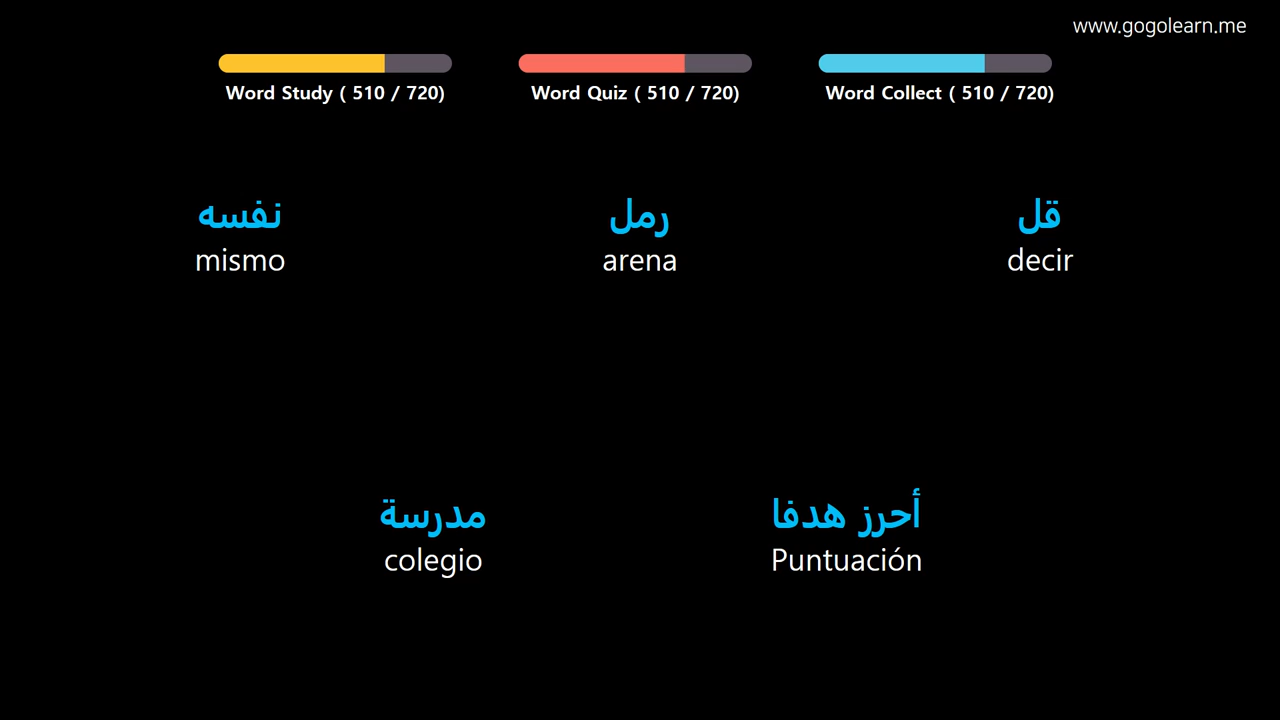 www.gogolearn.me
Word Study ( 510 / 720)
Word Quiz ( 510 / 720)
Word Collect ( 510 / 720)
نفسه
mismo
رمل
arena
قل
decir
مدرسة
colegio
أحرز هدفا
Puntuación